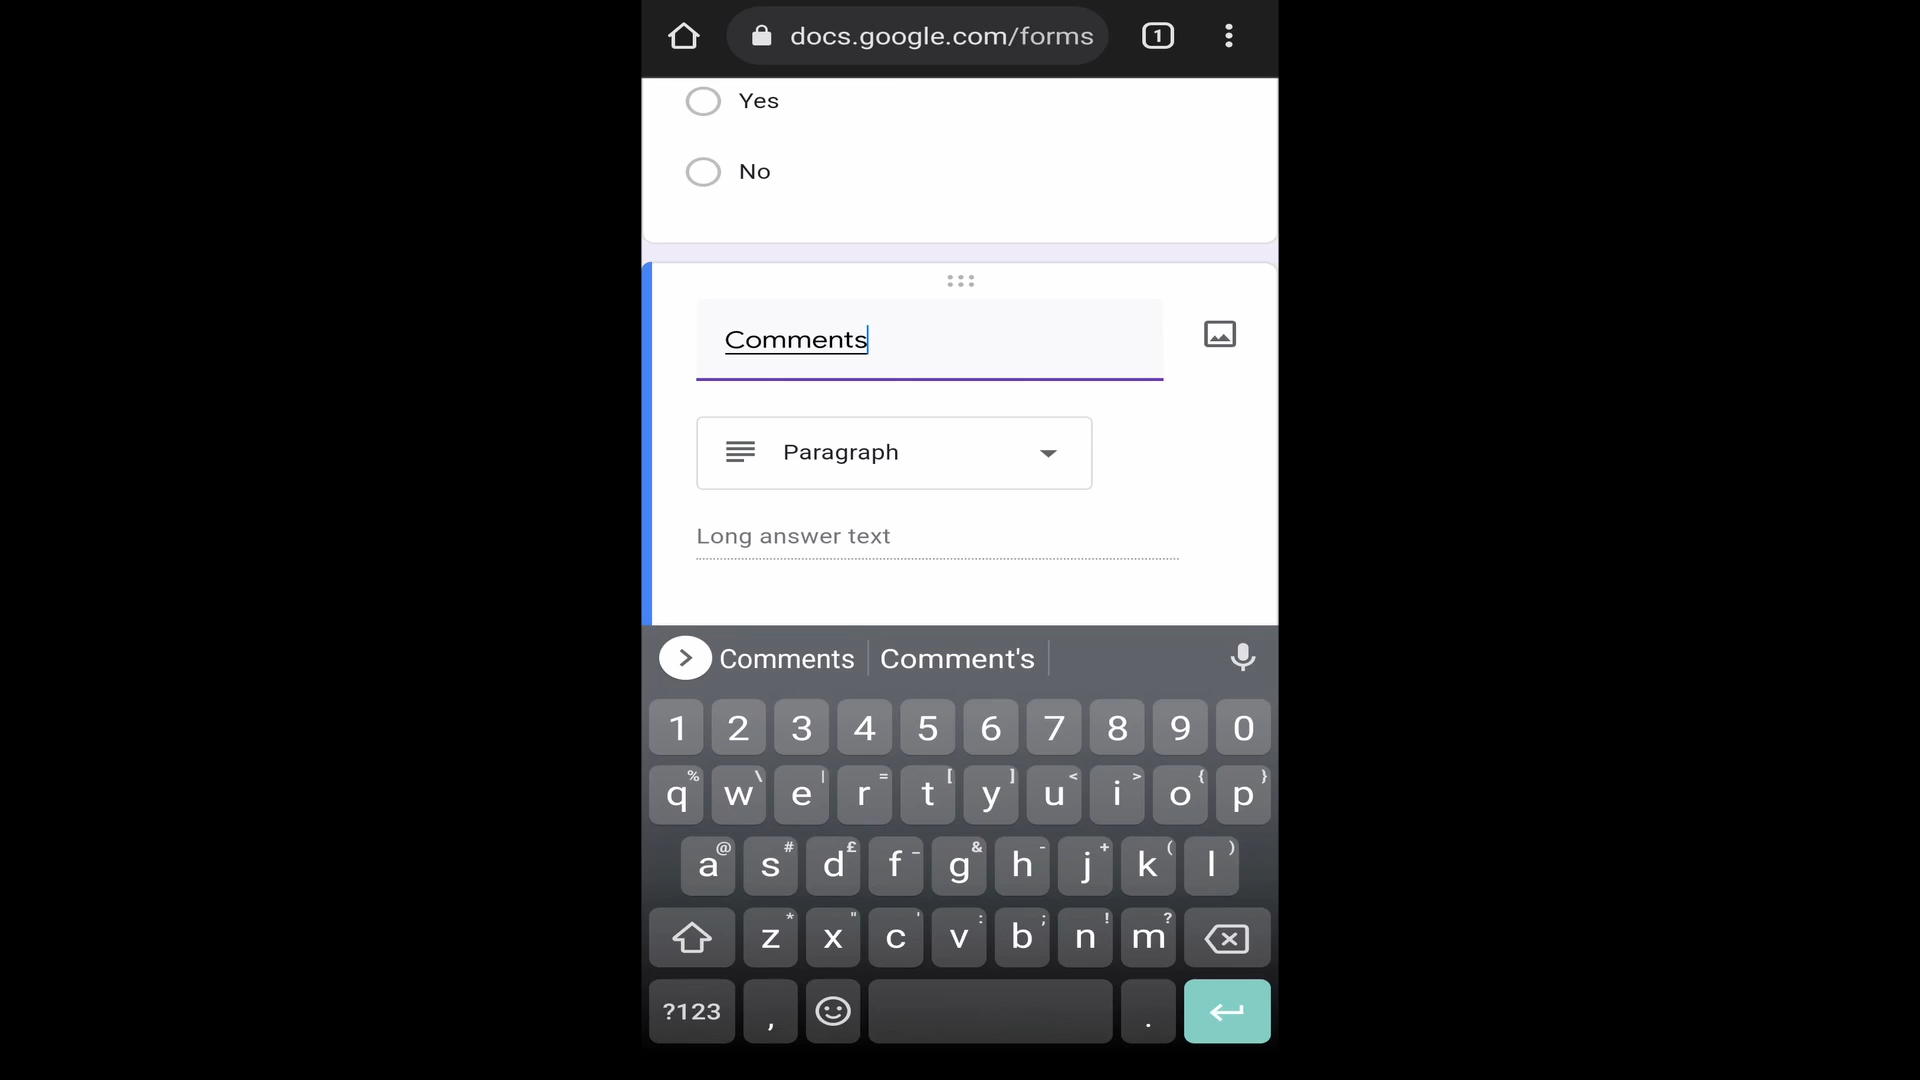 1
docs.google.com/forms
Yes
No
Comments
Paragraph
Long answer text
Comments Comment's
1 2 3 4 5 6 7 8 9 0
% \ | = [ ] < > { }
q w e r t y u i o p
@ # £ _ & - + ( )
a s d f g h j k l
* " ' : ; ! ?
z x c v b n m
?123 , .